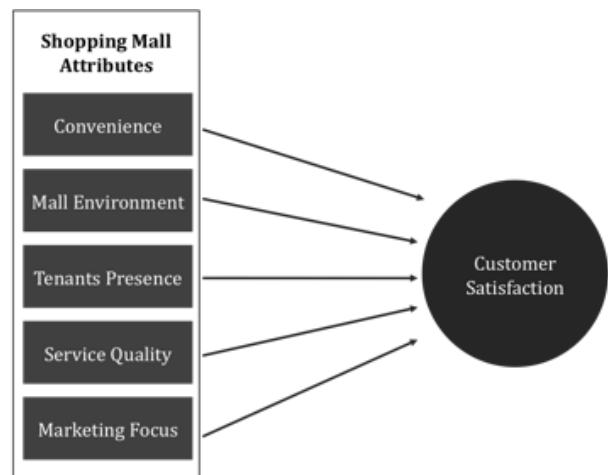 Shopping Mall
Attributes
Convenience
Mall Environment
Tenants Presence
Service Quality
Marketing Focus
Customer
Satisfaction